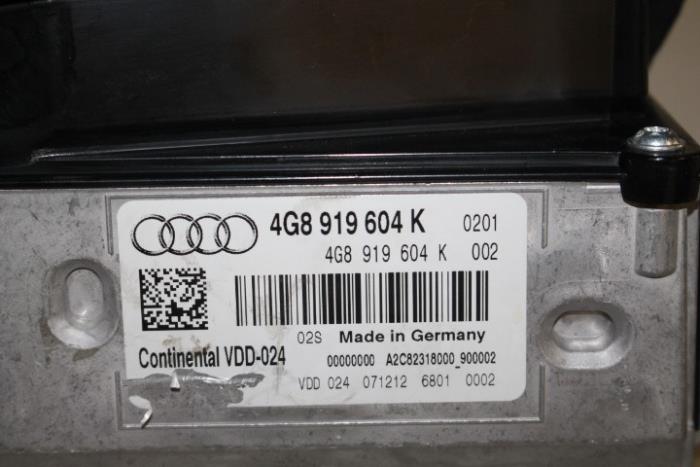 4G8 919 604 K 0201
4G8 919 604 K 002
02S Made in Germany
Continental VDD-024 00000000 A2C82318000_900002
VDD 024 071212 6801 0002